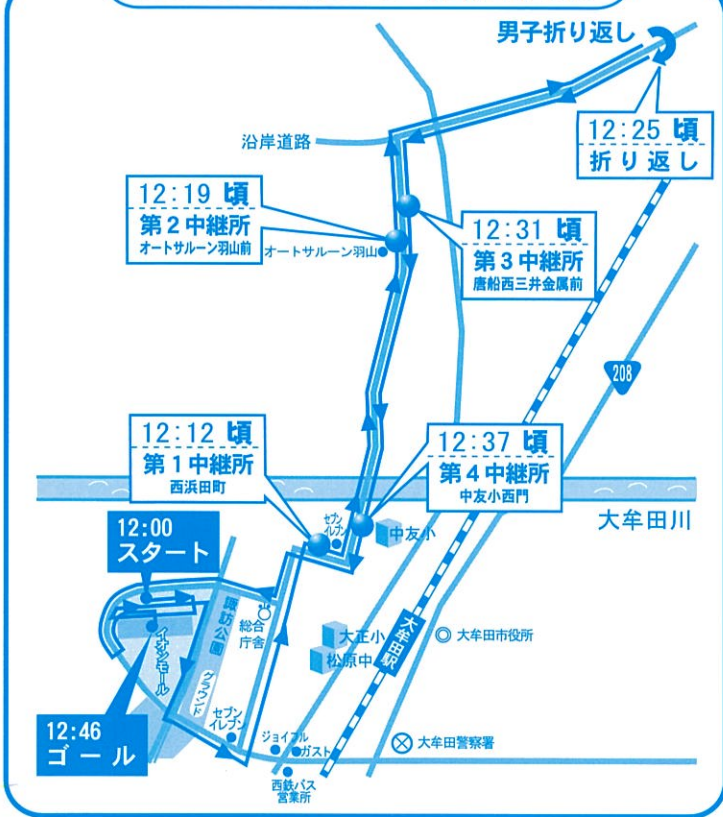 男子折り返し
12:25 頃
折り返し
沿岸道路
12:19 頃
第2中継所
オートサルーン羽山前
オートサルーン羽山
12:31 頃
第3中継所
唐船西三井金属前
208
12:12 頃
第1中継所
西浜田町
12:37 頃
第4中継所
中友小西門
大牟田川
セブン
イレブン
中友小
12:00
スタート
諏訪公園
グラウンド
総合
庁舎
大正小
松原中
大牟田駅
大牟田市役所
イオンモール
12:46
ゴール
セブン
イレブン
ジョイフル
ガスト
大牟田警察署
西鉄バス
営業所